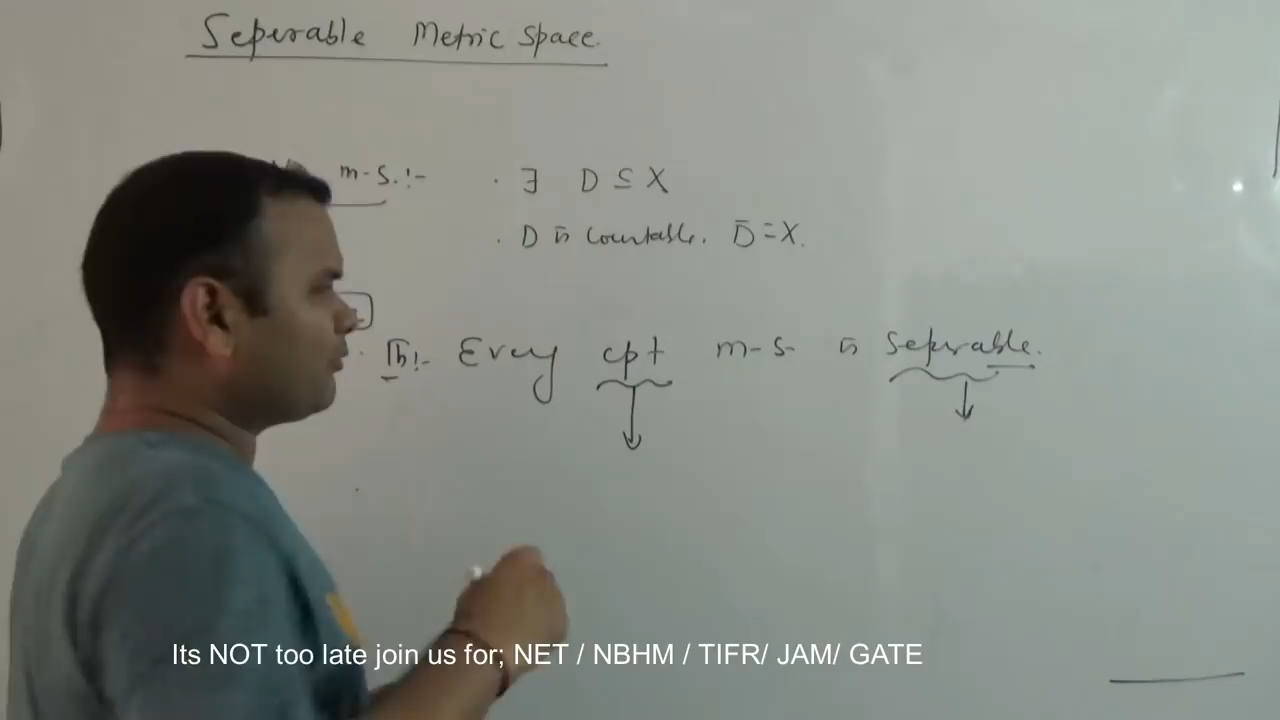 Seperable Metric Space.
m-s.:-
. ∃ D ⊆ X
. D is countable. D̄ = X.
. Th:- Every cpt m-s is Seperable.
Its NOT too late join us for; NET / NBHM / TIFR/ JAM/ GATE